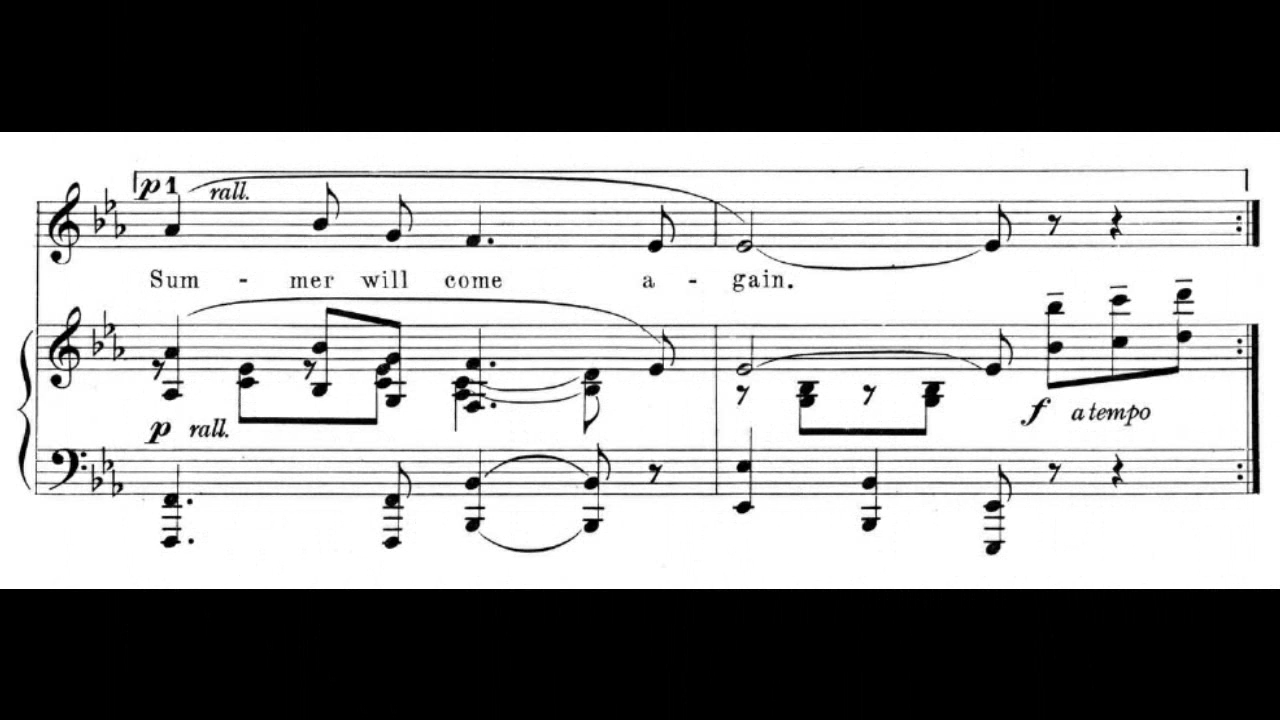 p 1 rall.
Sum - mer will come a - gain.
p rall.
f a tempo